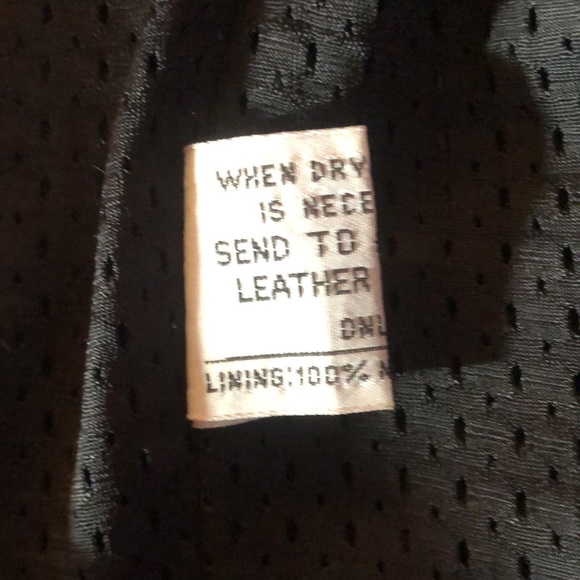 WHEN DRY
IS NECE
SEND TO
LEATHER
ONL
LINING:100% N